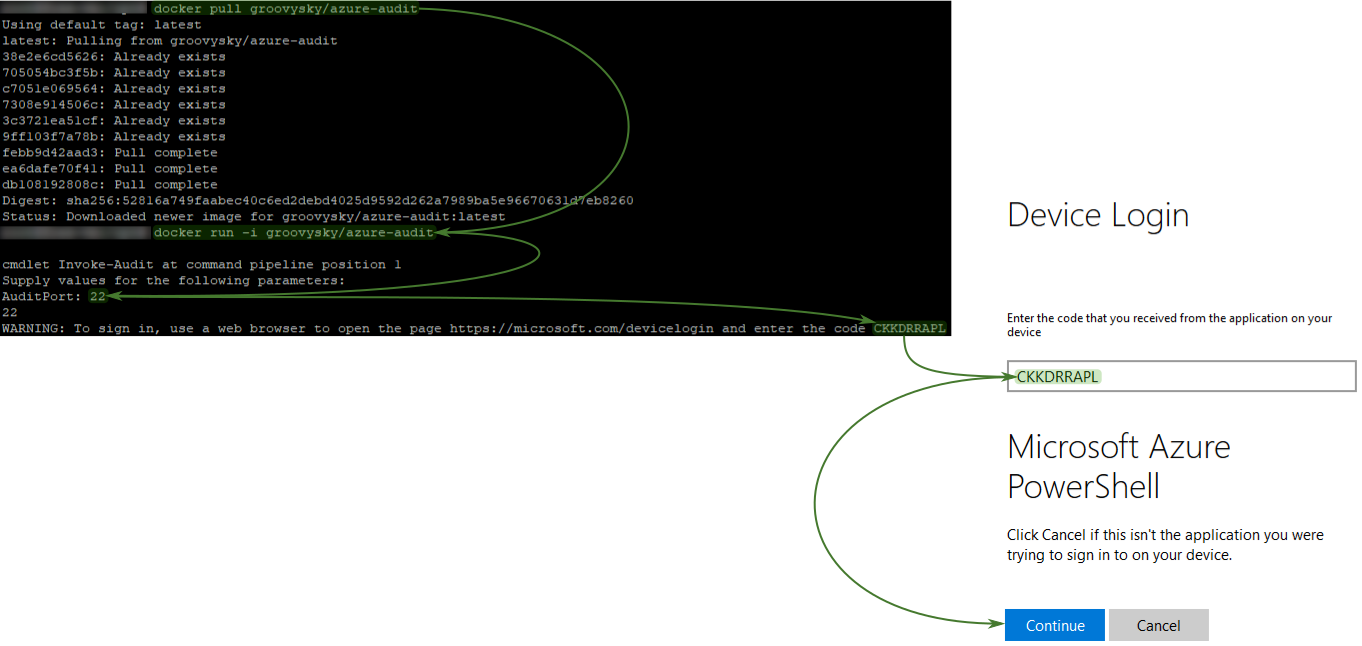 docker pull groovysky/azure-audit
Using default tag: latest
latest: Pulling from groovysky/azure-audit
38e2e6cd5626: Already exists
705054bc3f5b: Already exists
c7051e069564: Already exists
7308e914506c: Already exists
3c3721ea51cf: Already exists
9ff103f7a78b: Already exists
febb9d42aad3: Pull complete
ea6dafe70f41: Pull complete
db108192808c: Pull complete
Digest: sha256:52816a749faabec40c6ed2debd4025d9592d262a7989ba5e96670631d7eb8260
Status: Downloaded newer image for groovysky/azure-audit:latest
docker run -i groovysky/azure-audit
cmdlet Invoke-Audit at command pipeline position 1
Supply values for the following parameters:
AuditPort: 22
22
WARNING: To sign in, use a web browser to open the page https://microsoft.com/devicelogin and enter the code CKKDRRAPL
Device Login
Enter the code that you received from the application on your
device
CKKDRRAPL
Microsoft Azure
PowerShell
Click Cancel if this isn't the application you were
trying to sign in to on your device.
Continue
Cancel